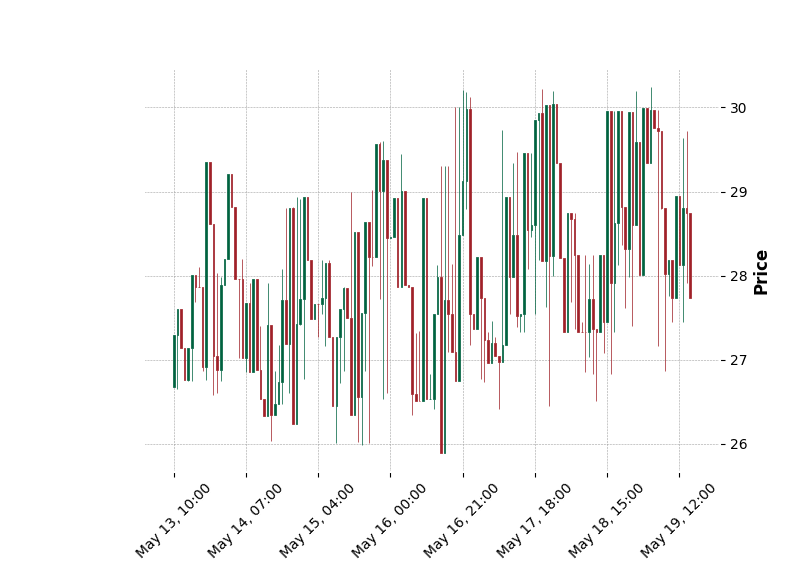 30
29
28
27
26
Price
May 13, 10:00
May 14, 07:00
May 15, 04:00
May 16, 00:00
May 16, 21:00
May 17, 18:00
May 18, 15:00
May 19, 12:00